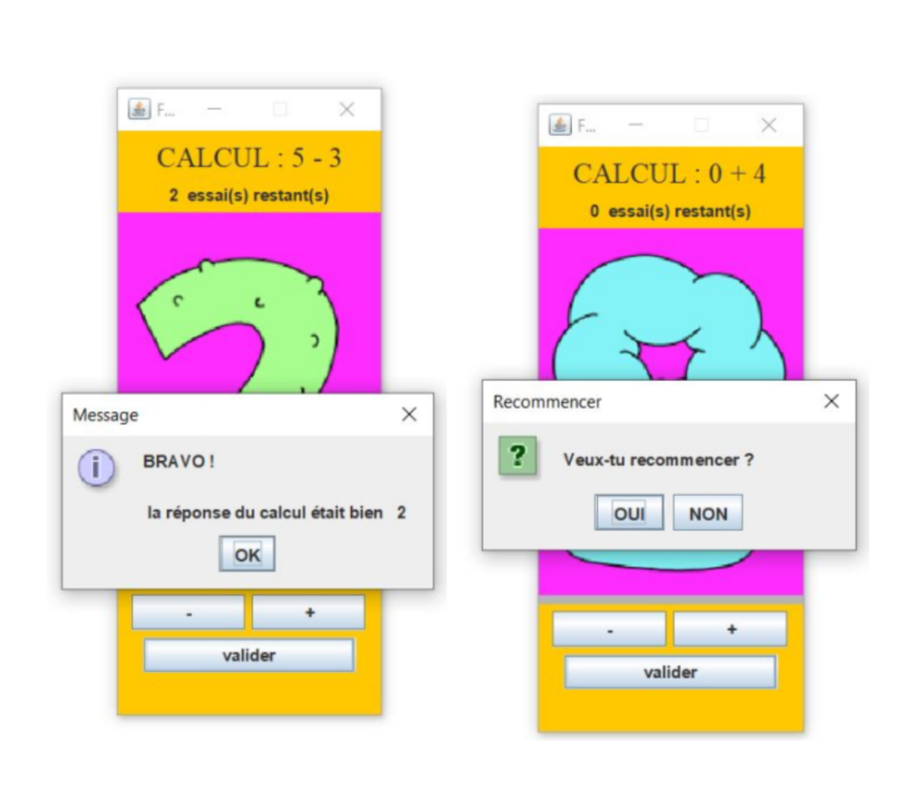 F...
CALCUL : 5 - 3
2 essai(s) restant(s)
Message
BRAVO !
la réponse du calcul était bien 2
OK
-
+
valider
F...
CALCUL : 0 + 4
0 essai(s) restant(s)
Recommencer
Veux-tu recommencer ?
OUI
NON
-
+
valider